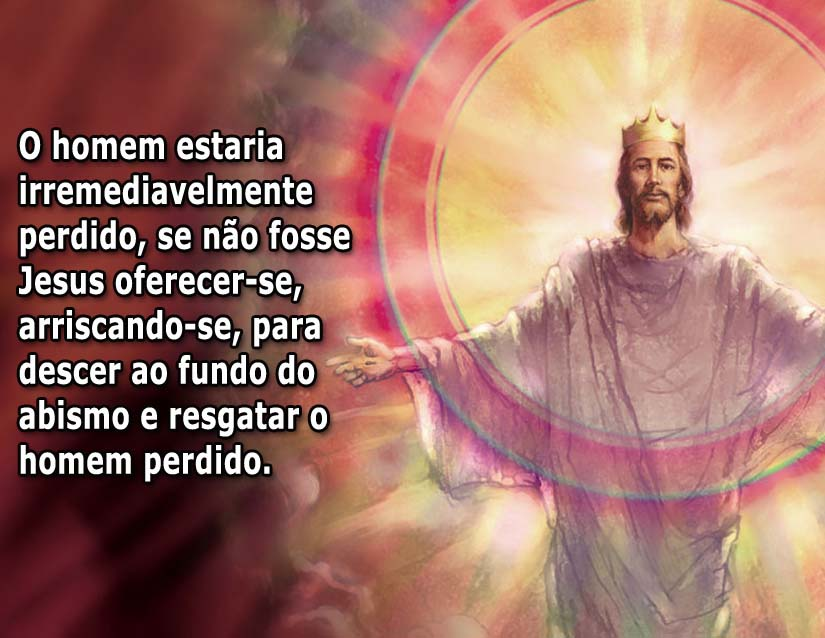 O homem estaria
irremediavelmente
perdido, se não fosse
Jesus oferecer-se,
arriscando-se, para
descer ao fundo do
abismo e resgatar o
homem perdido.